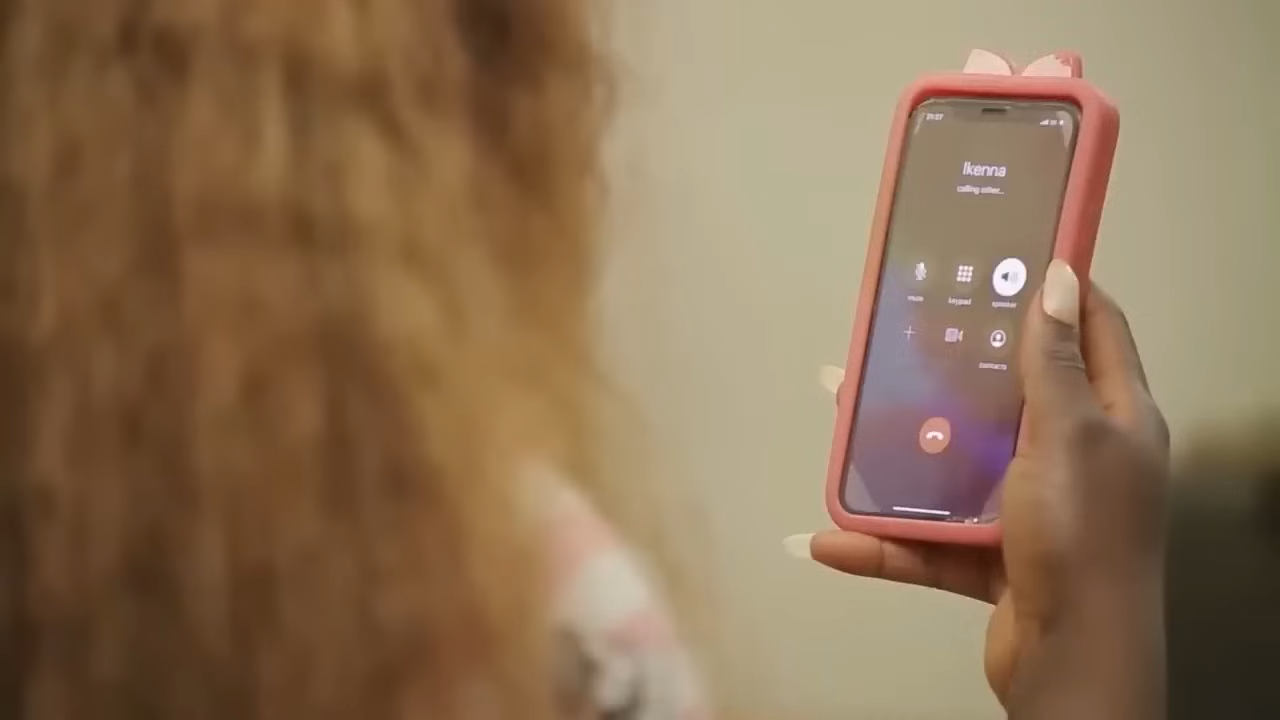 Ikenna
calling other...
mute
keypad
speaker
contacts